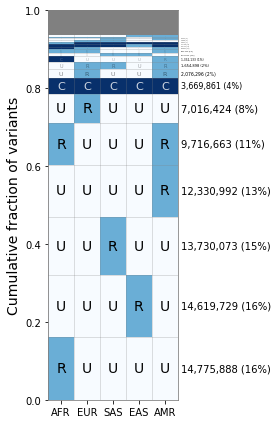 Cumulative fraction of variants
1.0
0.8
0.6
0.4
0.2
0.0
2,076,296 (2%)
C C C C C 3,669,861 (4%)
U R U U U 7,016,424 (8%)
R U U U R 9,716,663 (11%)
U U U U R 12,330,992 (13%)
U U R U U 13,730,073 (15%)
U U U R U 14,619,729 (16%)
R U U U U 14,775,888 (16%)
AFR EUR SAS EAS AMR